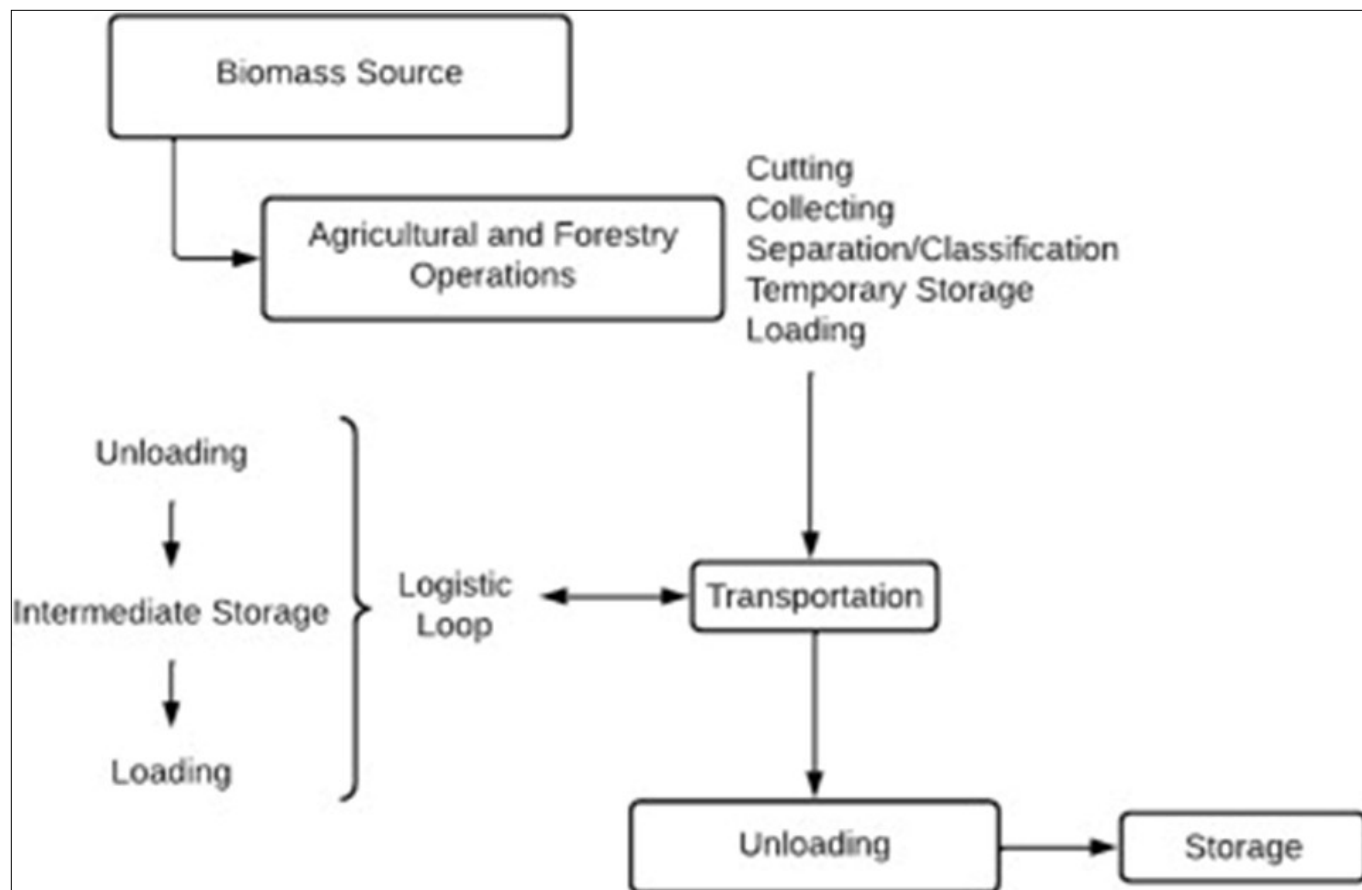 Biomass Source
Agricultural and Forestry
Operations
Cutting
Collecting
Separation/Classification
Temporary Storage
Loading
Unloading
Intermediate Storage
Loading
Logistic
Loop
Transportation
Unloading
Storage